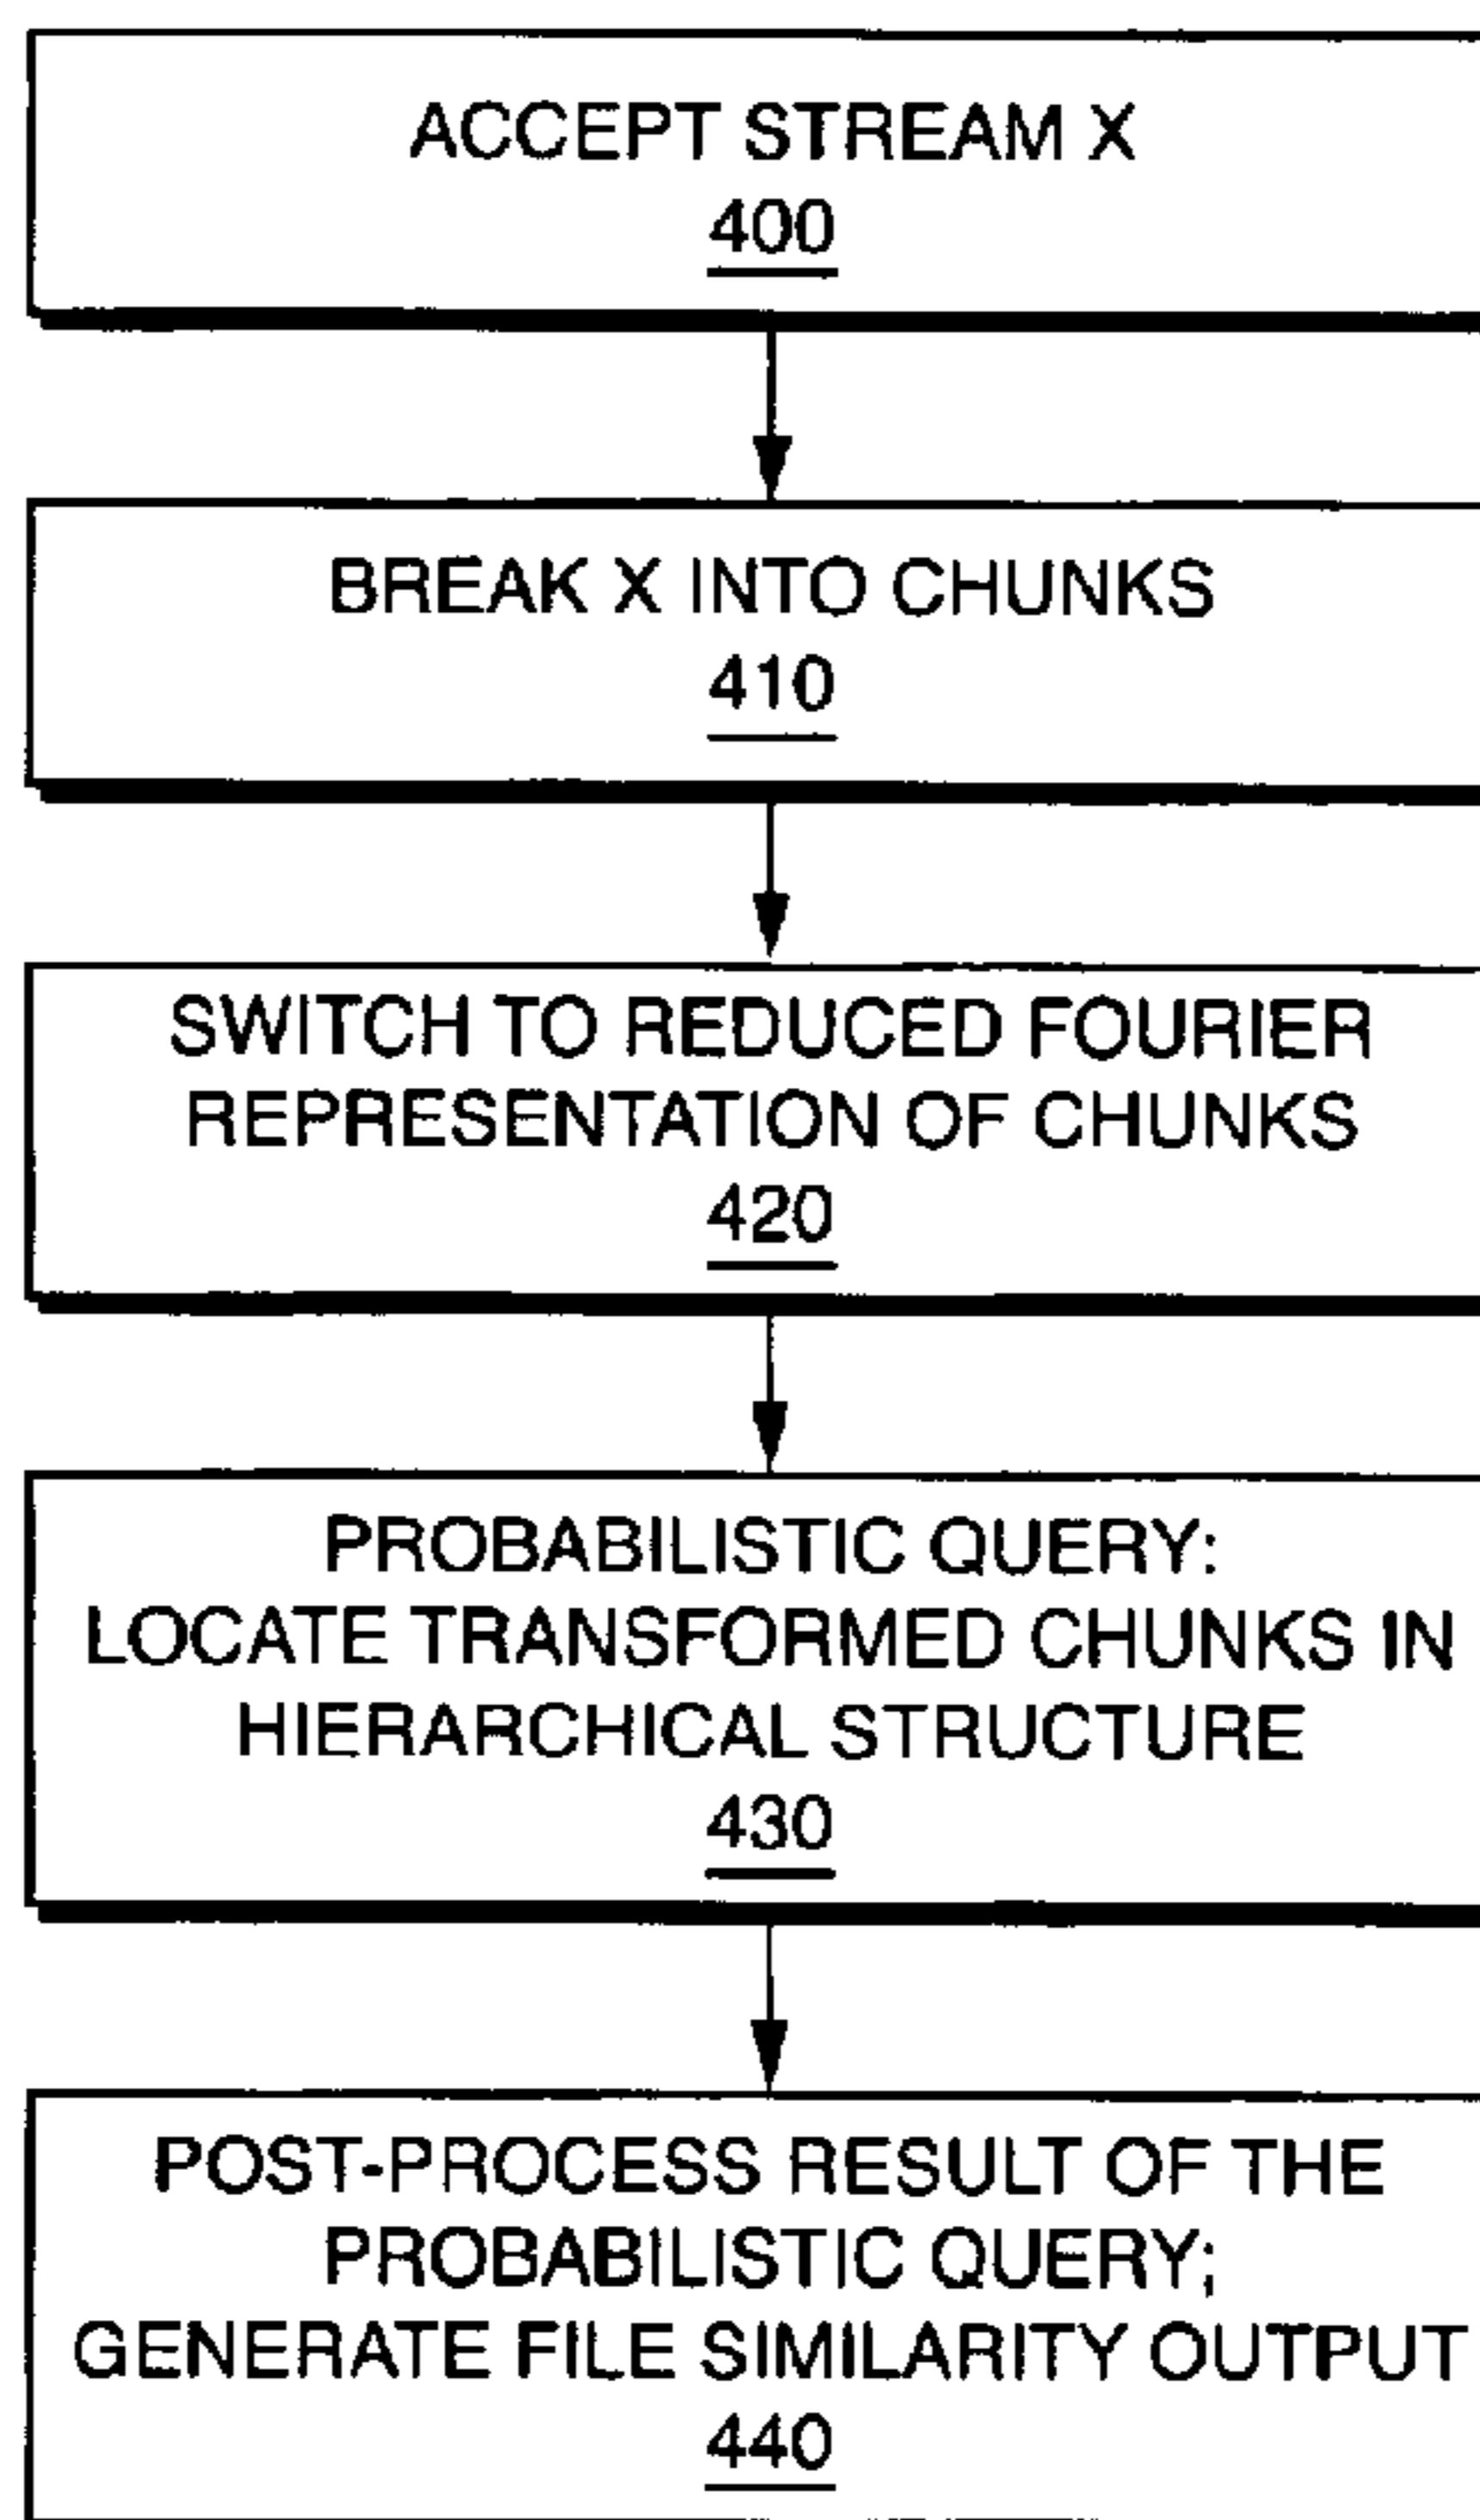 ACCEPT STREAM X
400
BREAK X INTO CHUNKS
410
SWITCH TO REDUCED FOURIER
REPRESENTATION OF CHUNKS
420
PROBABILISTIC QUERY:
LOCATE TRANSFORMED CHUNKS IN
HIERARCHICAL STRUCTURE
430
POST-PROCESS RESULT OF THE
PROBABILISTIC QUERY;
GENERATE FILE SIMILARITY OUTPUT
440